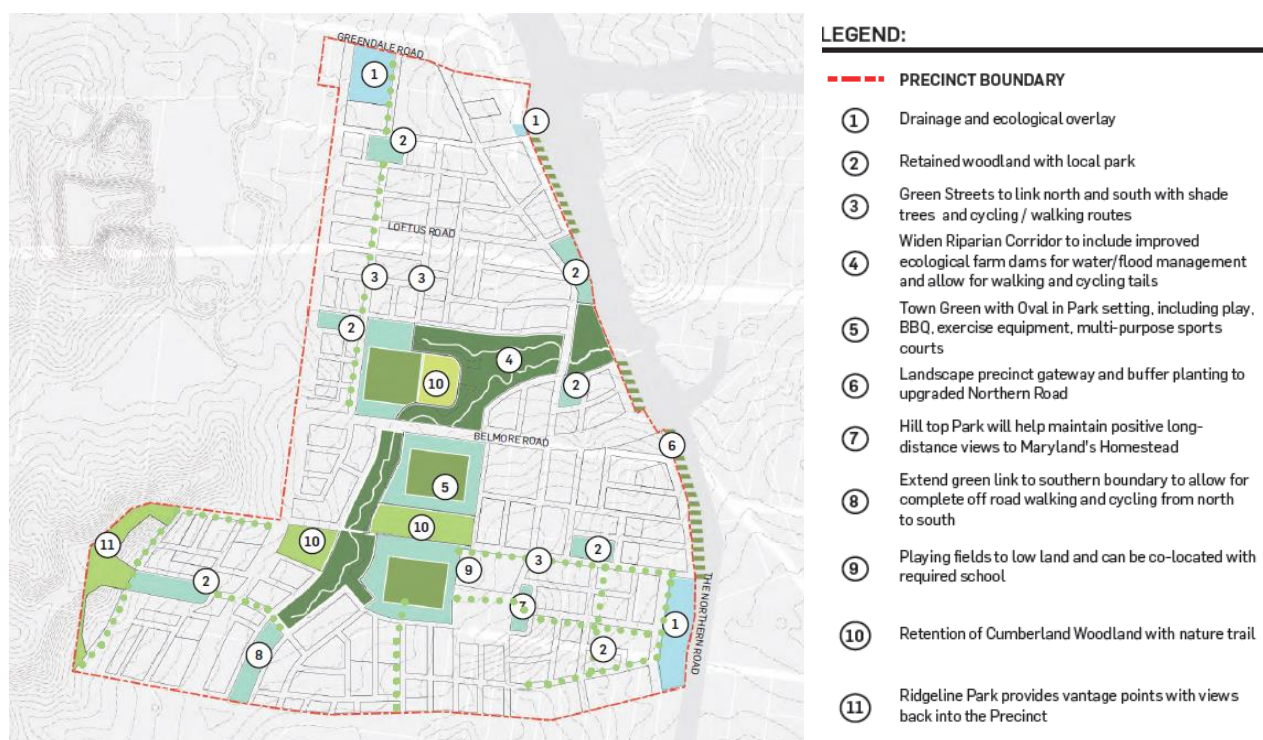 GREENDALE ROAD
1
1
2
LOFTUS ROAD
2
3
3
2
4
10
2
BELMORE ROAD
6
5
10
10
11
3
2
9
2
7
1
THE NORTHERN ROAD
2
8
LEGEND:
PRECINCT BOUNDARY
1 Drainage and ecological overlay
2 Retained woodland with local park
3 Green Streets to link north and south with shade
trees and cycling / walking routes
4 Widen Riparian Corridor to include improved
ecological farm dams for water/flood management
and allow for walking and cycling tails
5 Town Green with Oval in Park setting, including play,
BBQ, exercise equipment, multi-purpose sports
courts
6 Landscape precinct gateway and buffer planting to
upgraded Northern Road
7 Hill top Park will help maintain positive long-
distance views to Maryland's Homestead
8 Extend green link to southern boundary to allow for
complete off road walking and cycling from north
to south
9 Playing fields to low land and can be co-located with
required school
10 Retention of Cumberland Woodland with nature trail
11 Ridgeline Park provides vantage points with views
back into the Precinct